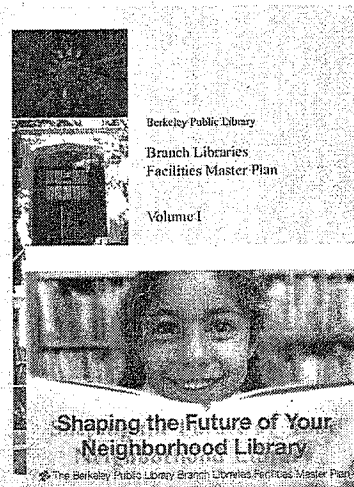 Berkeley Public Library
Branch Libraries
Facilities Master Plan
Volume I
Shaping the Future of Your
Neighborhood Library
The Berkeley Public Library Branch Libraries Facilities Master Plan